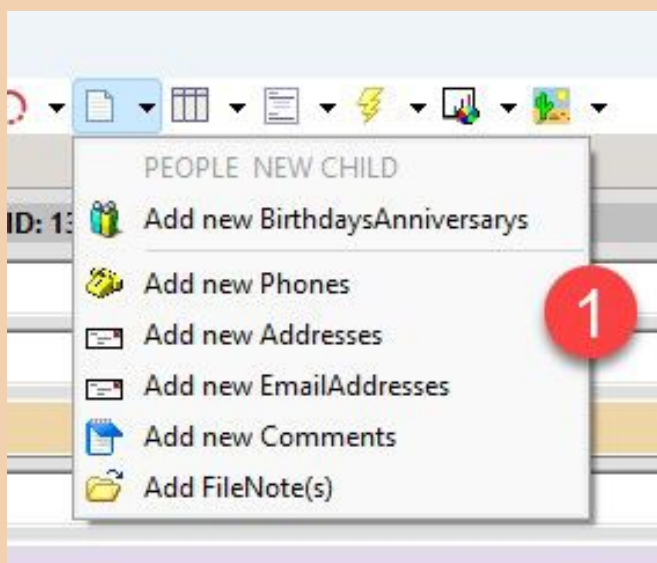 PEOPLE NEW CHILD
ID: 13
Add new BirthdaysAnniversarys
Add new Phones
1
Add new Addresses
Add new EmailAddresses
Add new Comments
Add FileNote(s)